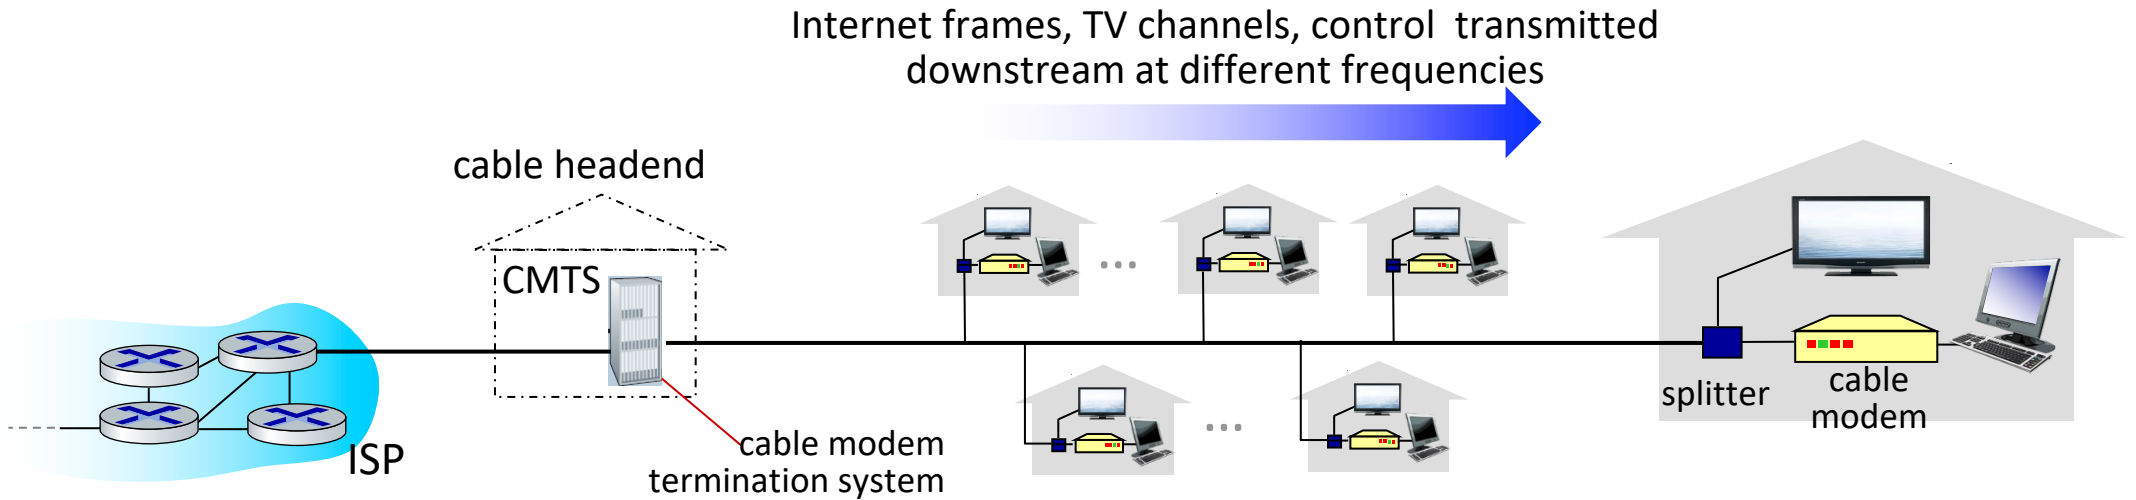 Internet frames, TV channels, control  transmitted
downstream at different frequencies
cable headend
CMTS
ISP
cable modem
termination system
splitter
cable
modem